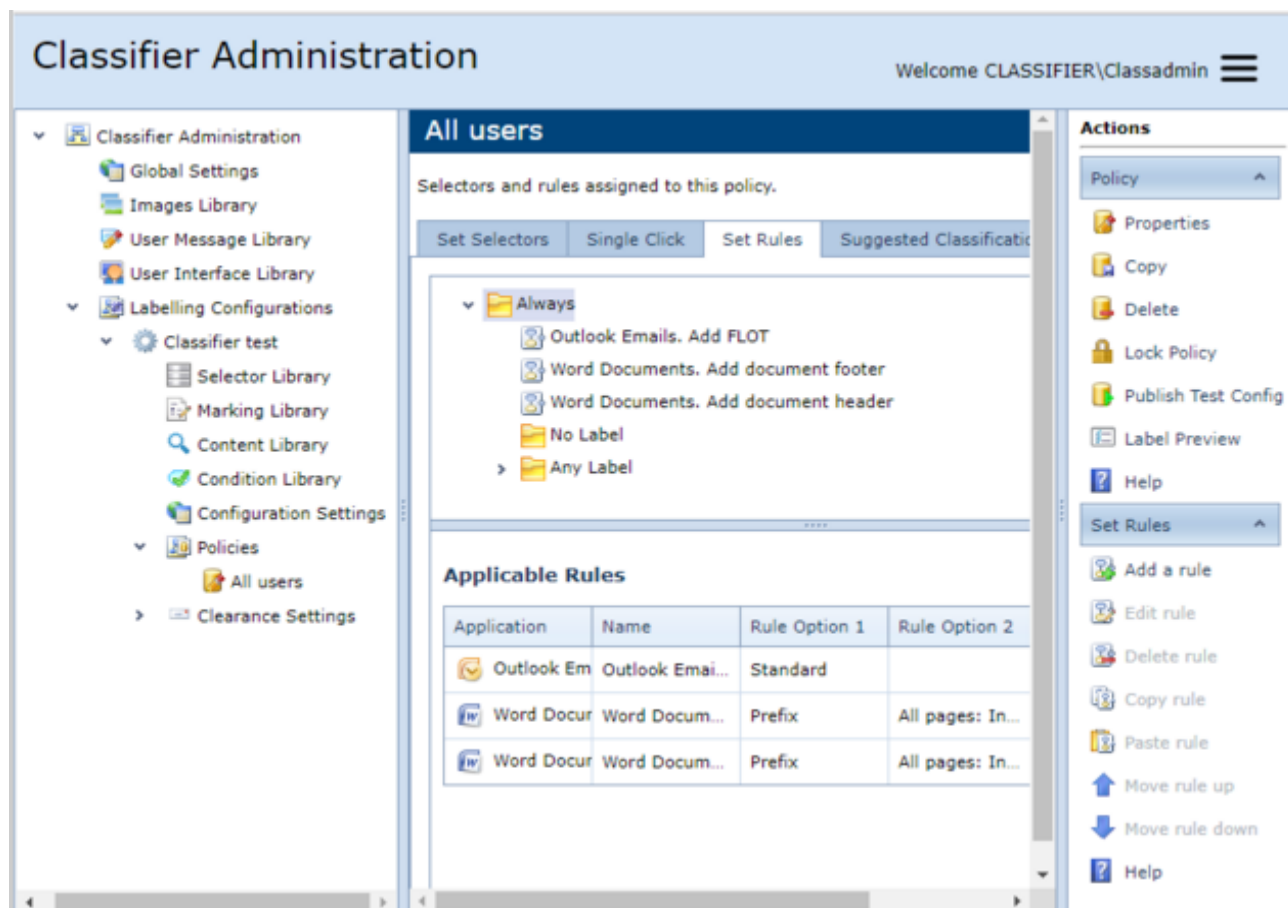 Classifier Administration
Welcome CLASSIFIER\Classadmin
Classifier Administration
Global Settings
Images Library
User Message Library
User Interface Library
Labelling Configurations
Classifier test
Selector Library
Marking Library
Content Library
Condition Library
Configuration Settings
Policies
All users
Clearance Settings
All users
Selectors and rules assigned to this policy.
Set Selectors Single Click Set Rules Suggested Classificatio
Always
Outlook Emails. Add FLOT
Word Documents. Add document footer
Word Documents. Add document header
No Label
Any Label
Applicable Rules
Application Name Rule Option 1 Rule Option 2
Outlook Em Outlook Emai... Standard
Word Docur Word Docum... Prefix All pages: In...
Word Docur Word Docum... Prefix All pages: In...
Actions
Policy
Properties
Copy
Delete
Lock Policy
Publish Test Config
Label Preview
Help
Set Rules
Add a rule
Edit rule
Delete rule
Copy rule
Paste rule
Move rule up
Move rule down
Help